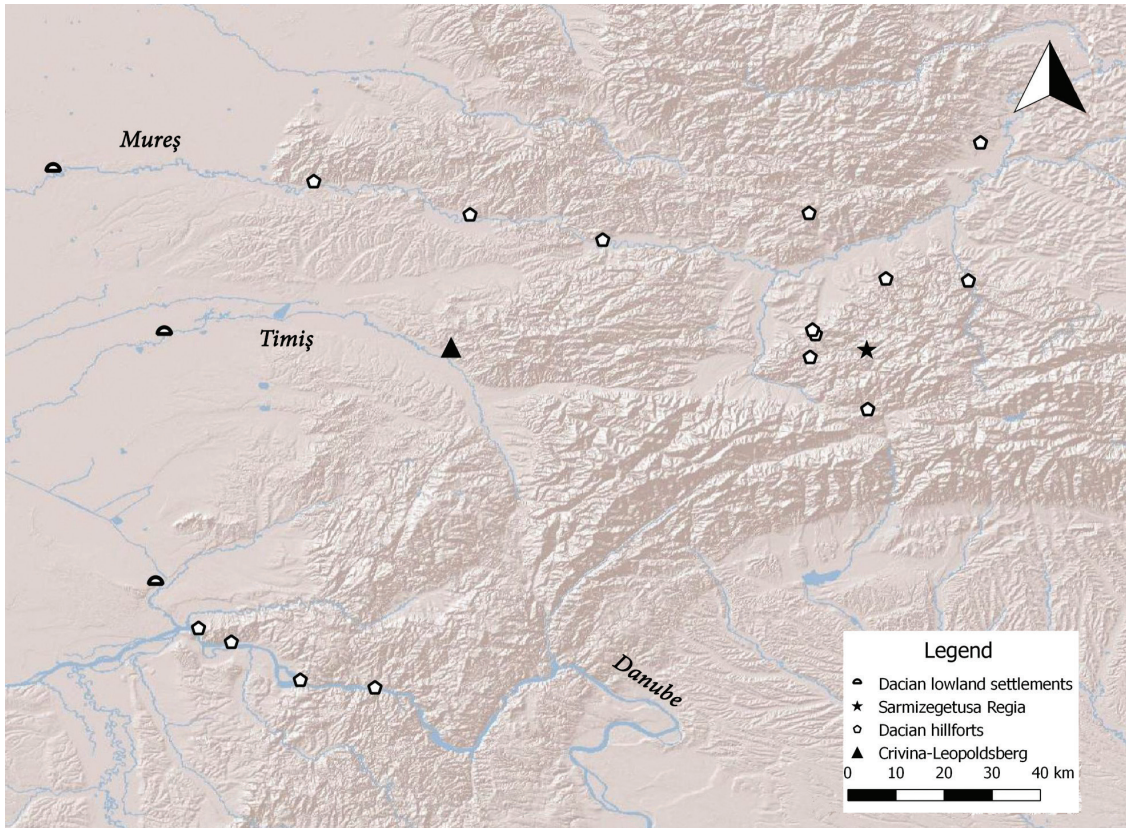 Mureş
Timiş
Danube
Legend
Dacian lowland settlements
Sarmizegetusa Regia
Dacian hillforts
Crivina-Leopoldsberg
0 10 20 30 40 km